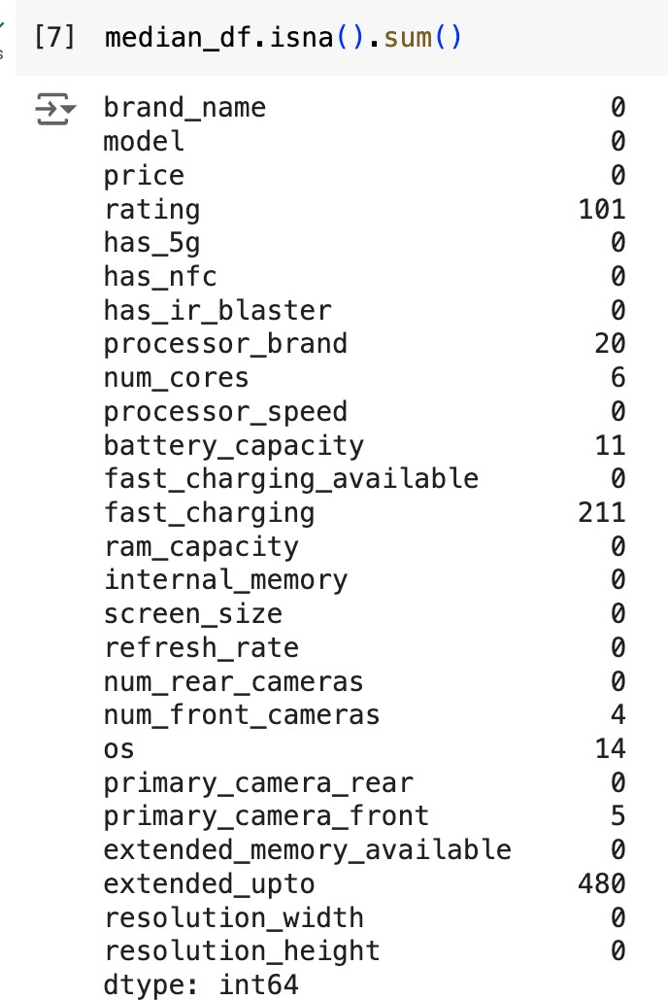 [7] median_df.isna().sum()
brand_name 0
model 0
price 0
rating 101
has_5g 0
has_nfc 0
has_ir_blaster 0
processor_brand 20
num_cores 6
processor_speed 0
battery_capacity 11
fast_charging_available 0
fast_charging 211
ram_capacity 0
internal_memory 0
screen_size 0
refresh_rate 0
num_rear_cameras 0
num_front_cameras 4
os 14
primary_camera_rear 0
primary_camera_front 5
extended_memory_available 0
extended_upto 480
resolution_width 0
resolution_height 0
dtype: int64